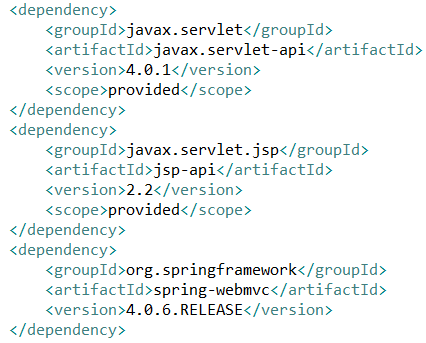 <dependency>
    <groupId>javax.servlet</groupId>
    <artifactId>javax.servlet-api</artifactId>
    <version>4.0.1</version>
    <scope>provided</scope>
</dependency>
<dependency>
    <groupId>javax.servlet.jsp</groupId>
    <artifactId>jsp-api</artifactId>
    <version>2.2</version>
    <scope>provided</scope>
</dependency>
<dependency>
    <groupId>org.springframework</groupId>
    <artifactId>spring-webmvc</artifactId>
    <version>4.0.6.RELEASE</version>
</dependency>